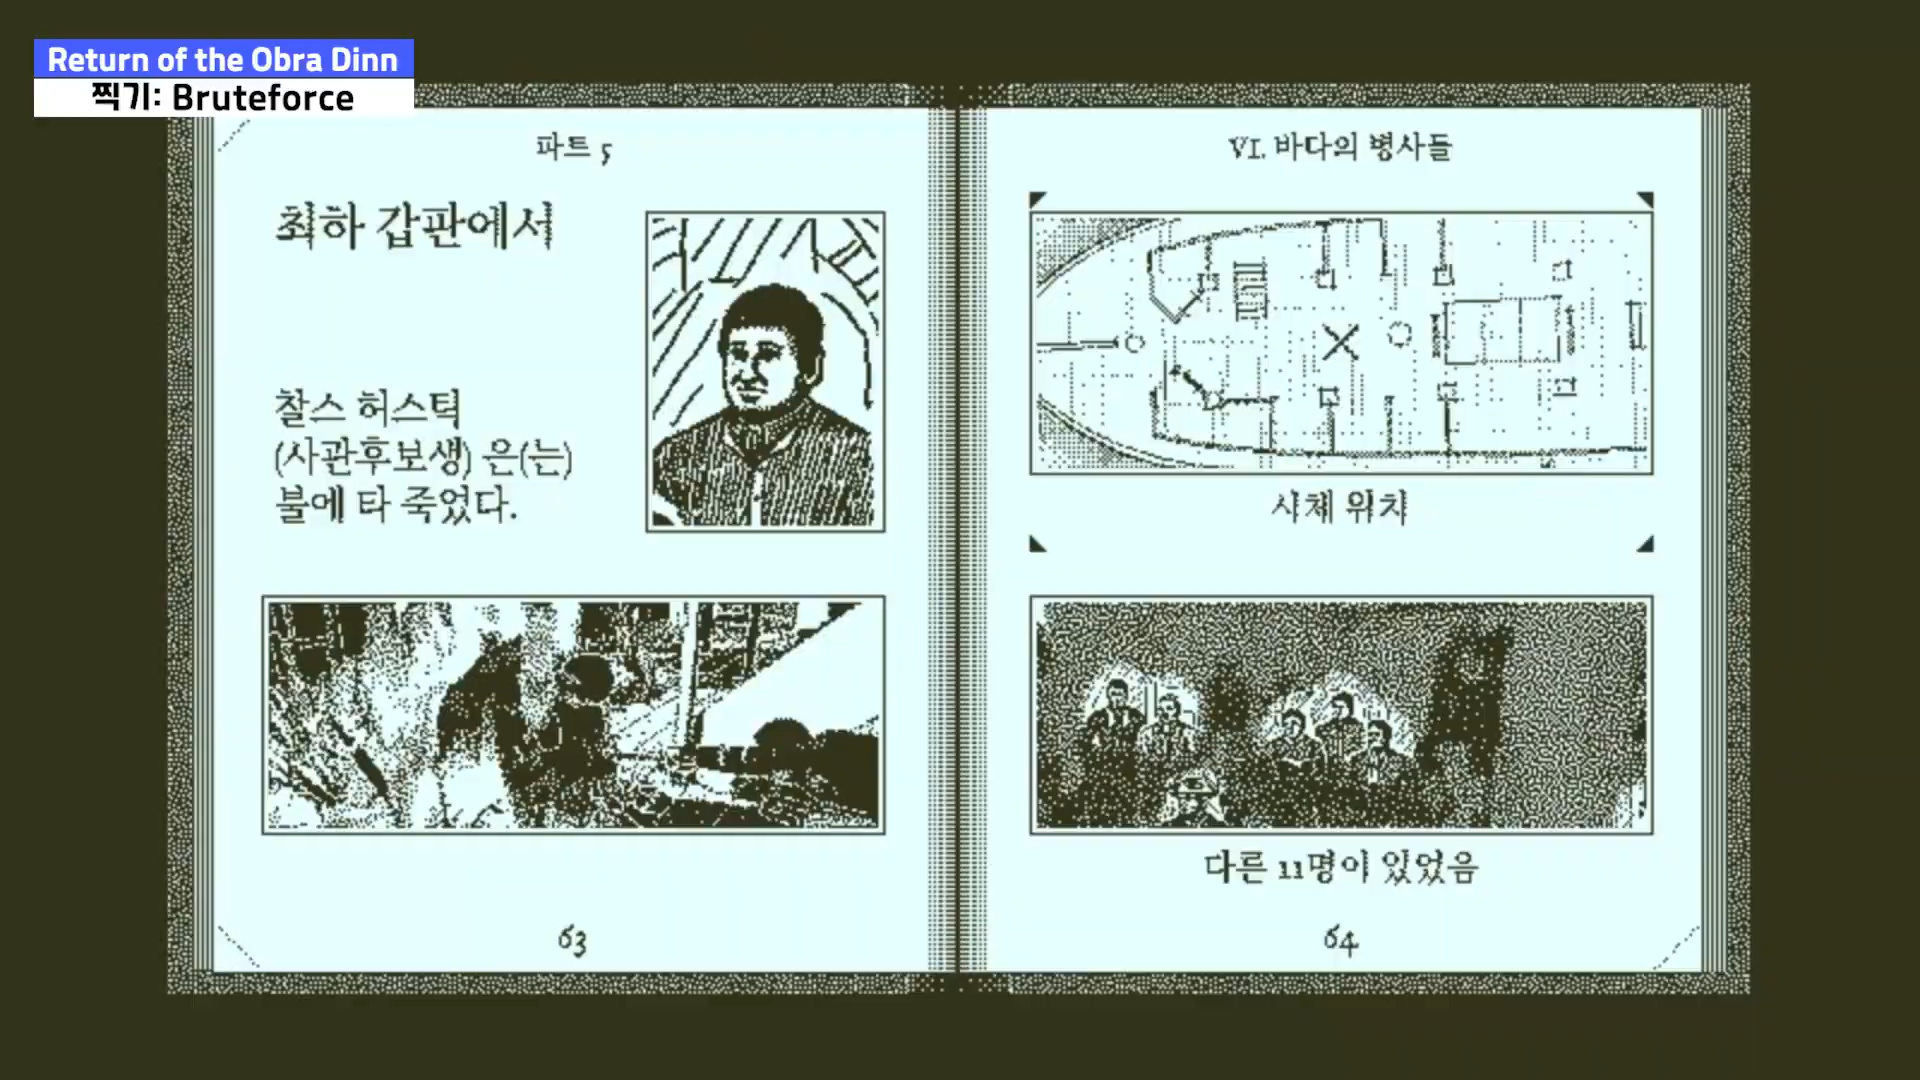 Return of the Obra Dinn
찍기: Bruteforce
파트 5
최하 갑판에서
찰스 허스틱
(사관후보생) 은(는)
불에 타 죽었다.
63
VI. 바다의 병사들
시체 위치
다른 11명이 있었음
64